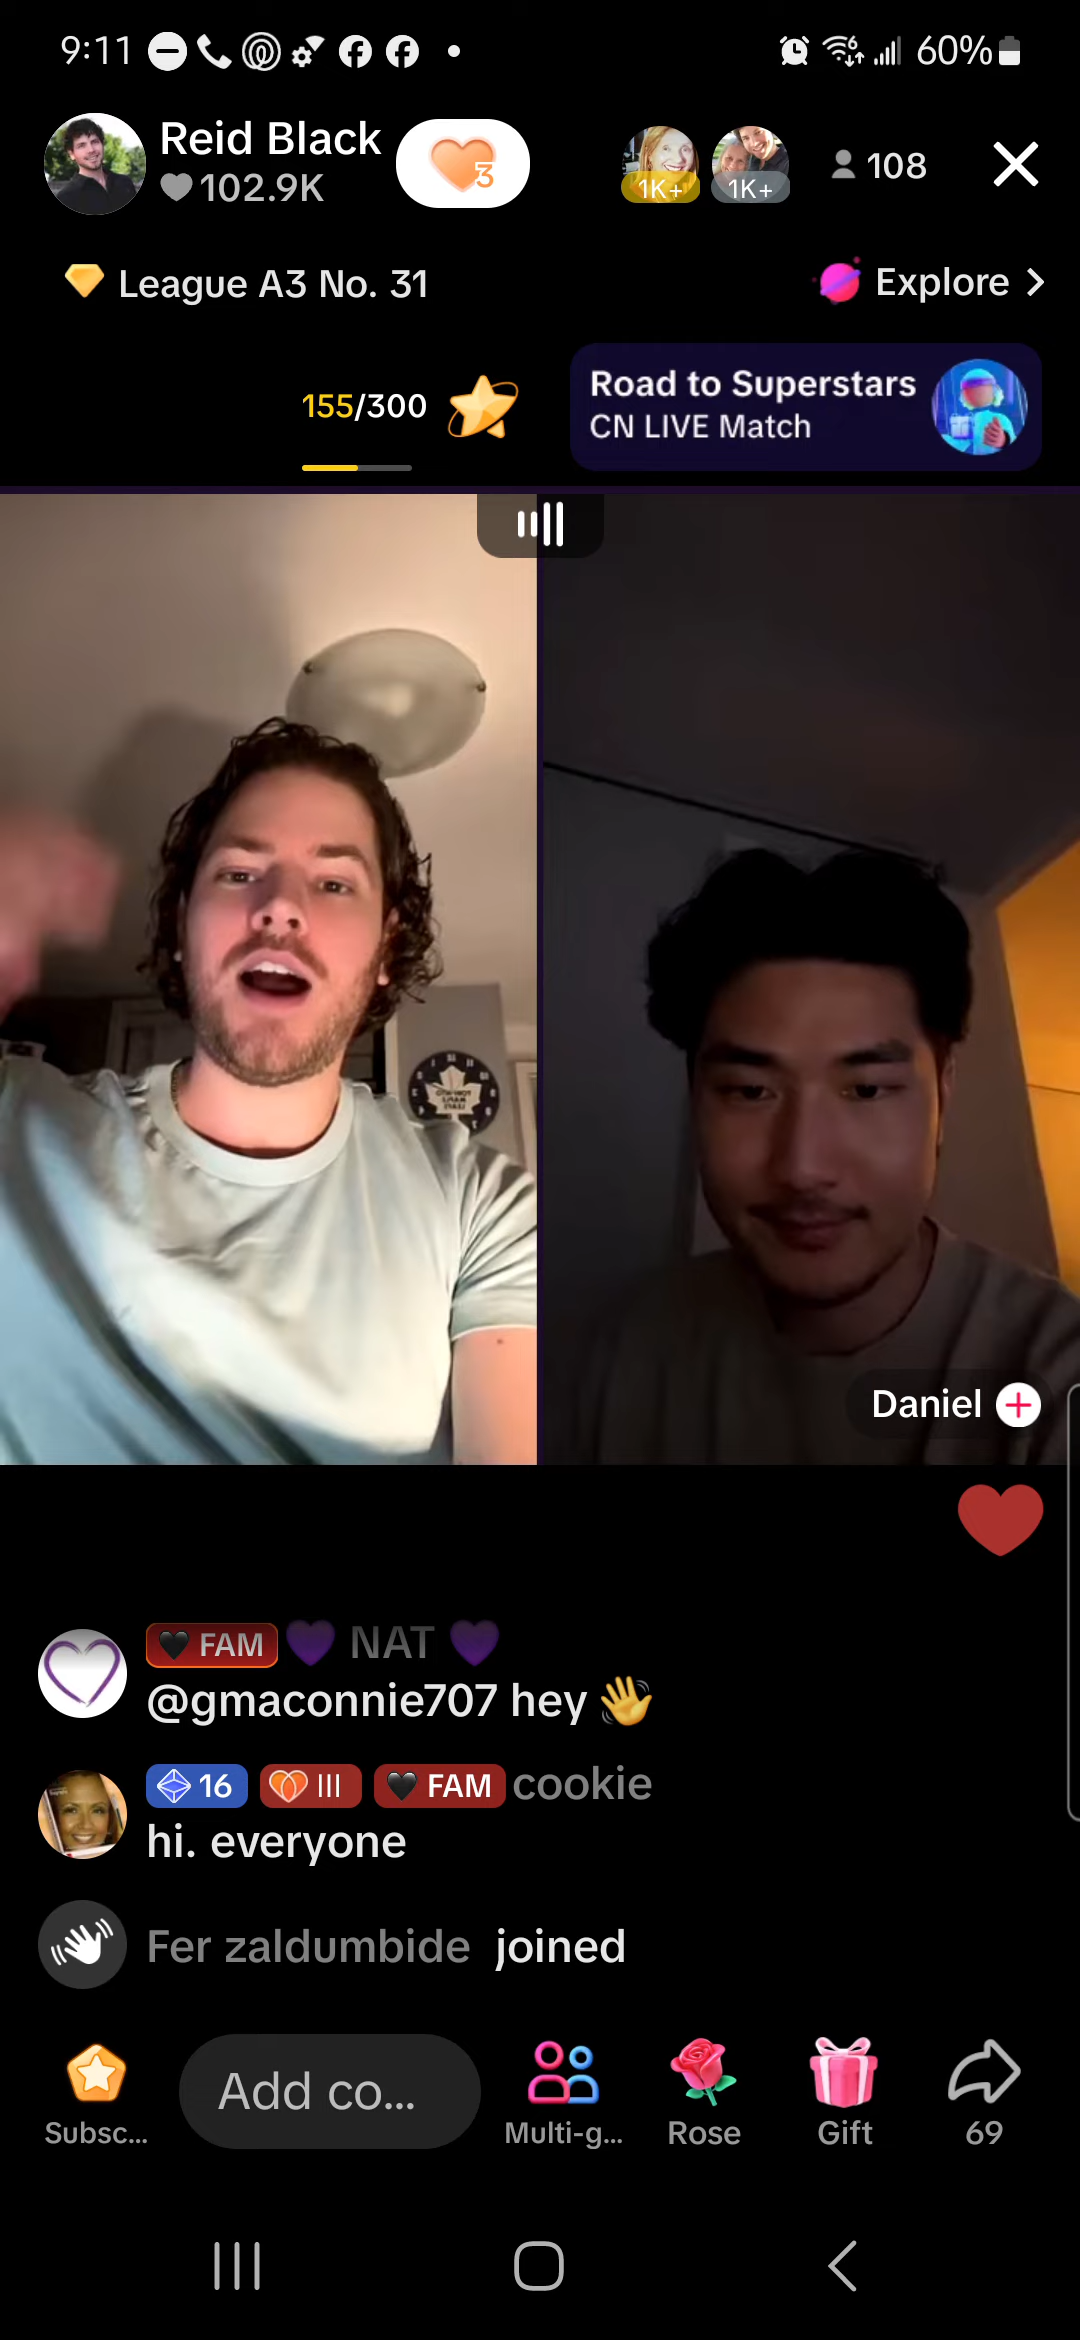 9:11
60%
Reid Black
102.9K
3
1K+
1K+
108
League A3 No. 31
Explore
155/300
Road to Superstars
CN LIVE Match
Daniel
🖤 FAM 💜 NAT 💜
@gmaconnie707 hey 👋
16 III 🖤 FAM cookie
hi. everyone
Fer zaldumbide joined
Subsc...
Add co...
Multi-g...
Rose
Gift
69